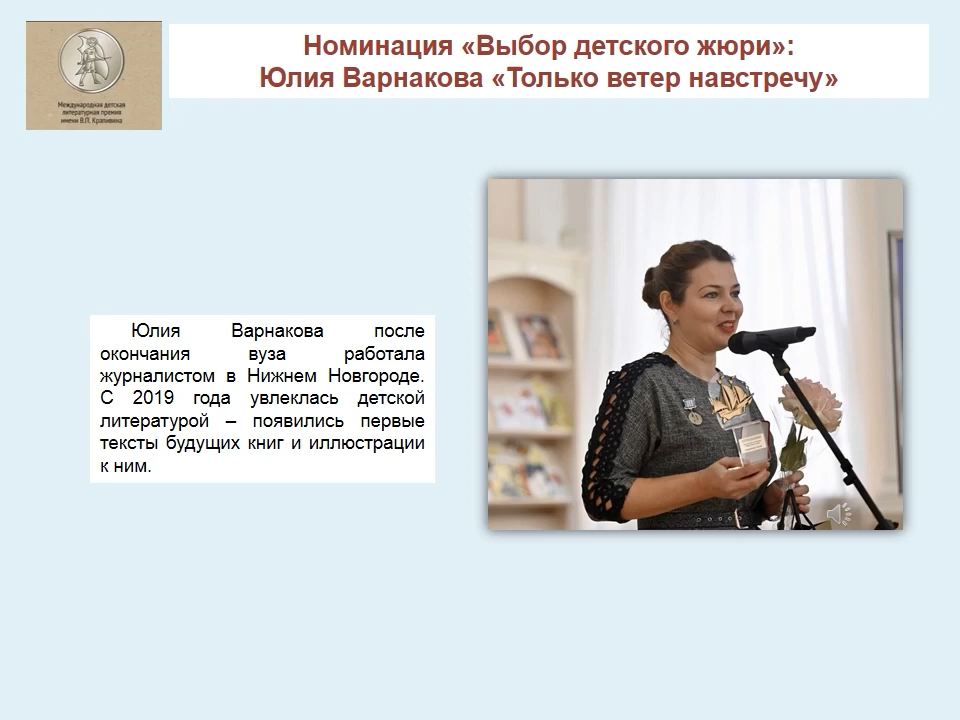 Международная детская
литературная премия
имени В.П. Крапивина
Номинация «Выбор детского жюри»:
Юлия Варнакова «Только ветер навстречу»
Юлия Варнакова после
окончания вуза работала
журналистом в Нижнем Новгороде.
С 2019 года увлеклась детской
литературой – появились первые
тексты будущих книг и иллюстрации
к ним.